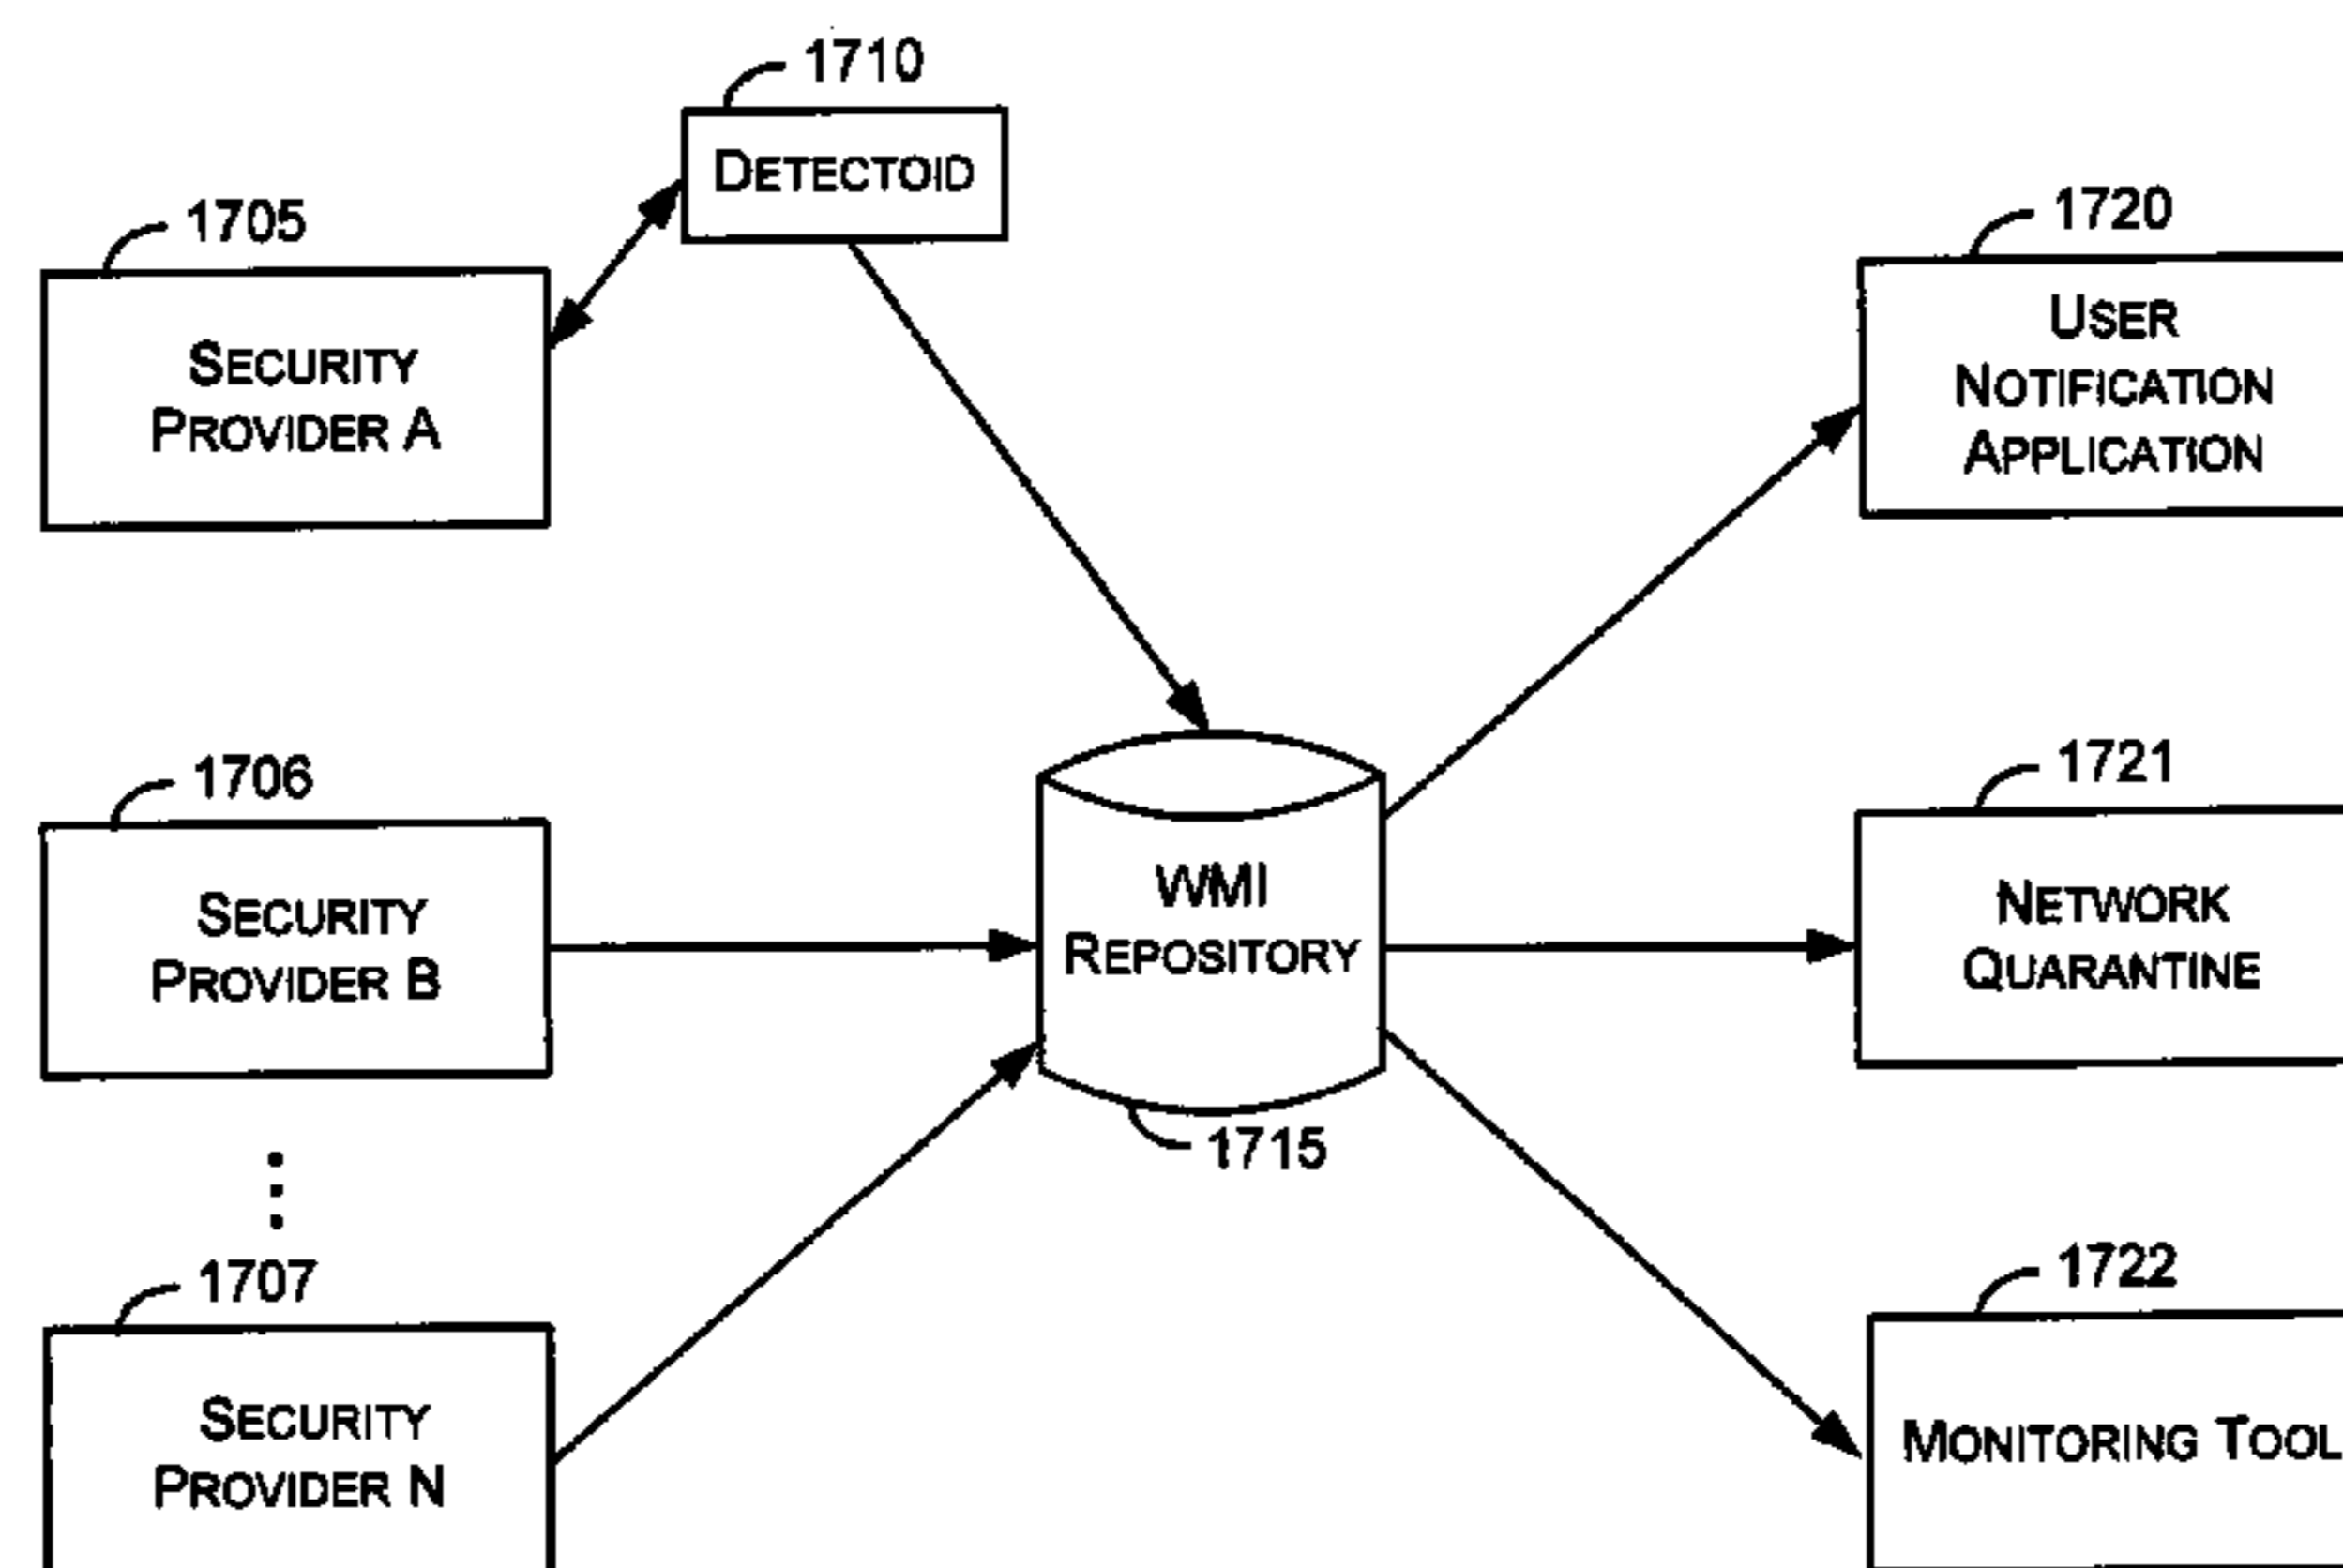 1710
DETECTOID
1705
SECURITY
PROVIDER A
1720
USER
NOTIFICATION
APPLICATION
1706
SECURITY
PROVIDER B
WMI
REPOSITORY
1715
1721
NETWORK
QUARANTINE
1707
SECURITY
PROVIDER N
1722
MONITORING TOOL